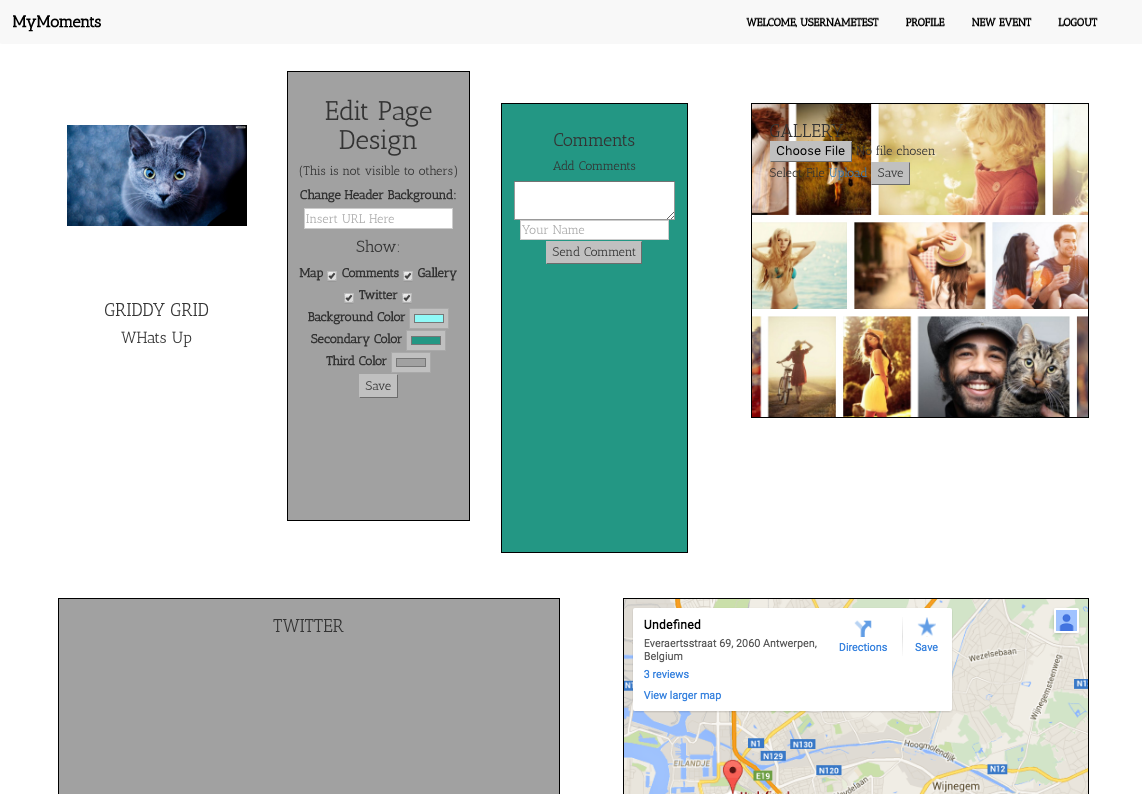 MyMoments
WELCOME, USERNAMETEST PROFILE NEW EVENT LOGOUT
GRIDDY GRID
WHats Up
Edit Page
Design
(This is not visible to others)
Change Header Background:
Insert URL Here
Show:
Map Comments Gallery
Twitter
Background Color
Secondary Color
Third Color
Save
Comments
Add Comments
Your Name
Send Comment
GALLERY
Choose File file chosen
Select File Save
TWITTER
Undefined
Everaertsstraat 69, 2060 Antwerpen,
Belgium
3 reviews
View larger map
Directions
Save
Wezelsebaan
Wijnegemsteenweg
N1
N1
N1
N130
N129
Hoogmolendijk
EILANDJE
E19
N120
N12
Wijnegem